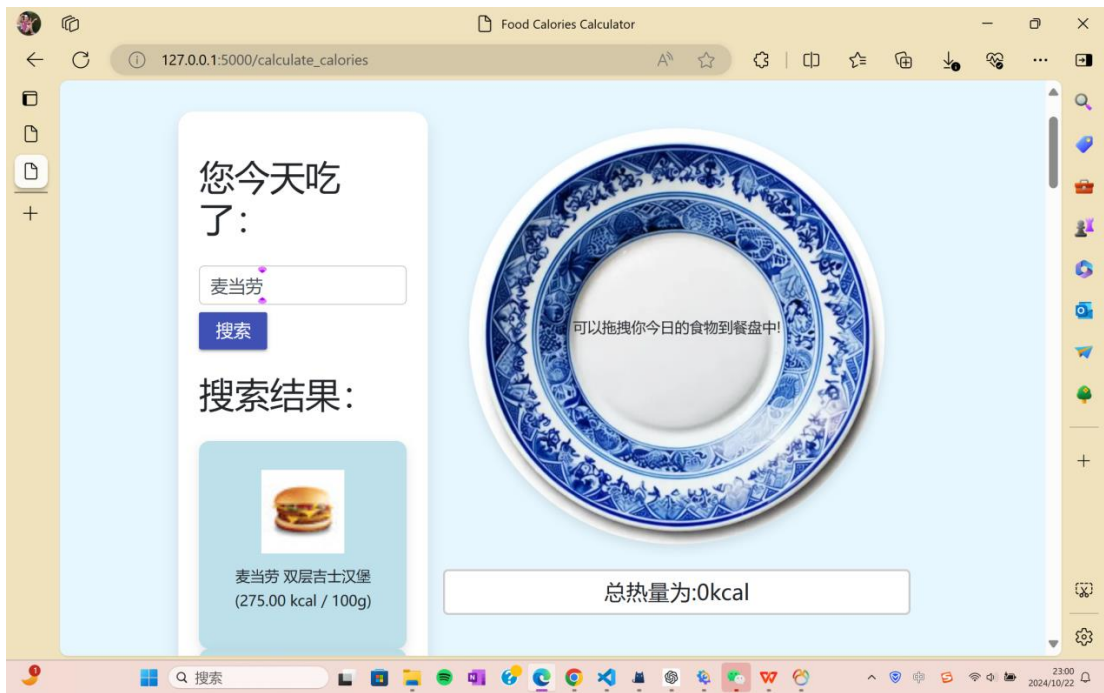 Food Calories Calculator
127.0.0.1:5000/calculate_calories
您今天吃
了：
麦当劳
搜索
搜索结果：
麦当劳 双层吉士汉堡
(275.00 kcal / 100g)
可以拖拽你今日的食物到餐盘中!
总热量为:0kcal
搜索
中
23:00
2024/10/22